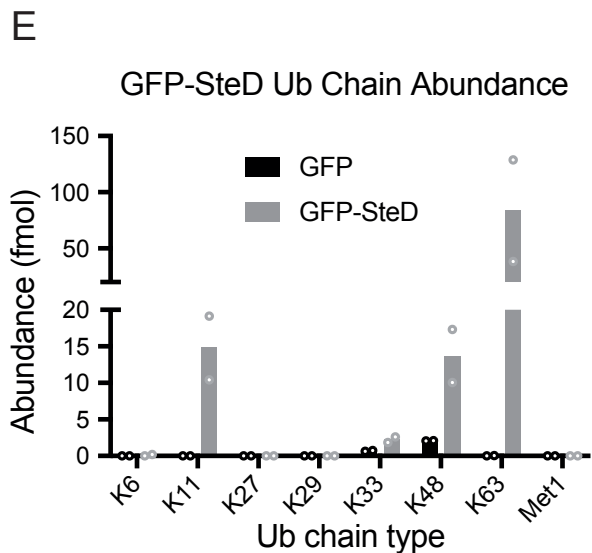 E
GFP-SteD Ub Chain Abundance
GFP
GFP-SteD
Abundance (fmol)
150
100
50
20
15
10
5
0
K6 K11 K27 K29 K33 K48 K63 Met1
Ub chain type